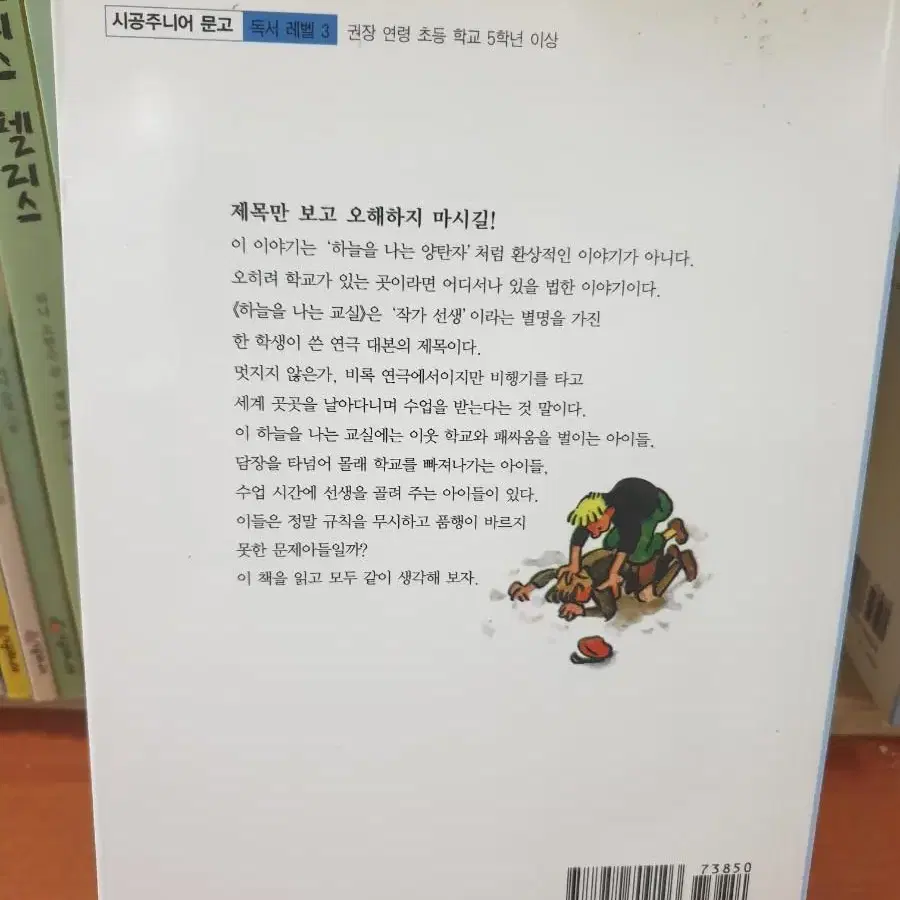 시공주니어 문고 독서 레벨 3 권장 연령 초등 학교 5학년 이상
제목만 보고 오해하지 마시길!
이 이야기는 '하늘을 나는 양탄자' 처럼 환상적인 이야기가 아니다.
오히려 학교가 있는 곳이라면 어디서나 있을 법한 이야기이다.
《하늘을 나는 교실》은 '작가 선생' 이라는 별명을 가진
한 학생이 쓴 연극 대본의 제목이다.
멋지지 않은가, 비록 연극에서이지만 비행기를 타고
세계 곳곳을 날아다니며 수업을 받는다는 것 말이다.
이 하늘을 나는 교실에는 이웃 학교와 패싸움을 벌이는 아이들,
담장을 타넘어 몰래 학교를 빠져나가는 아이들,
수업 시간에 선생을 골려 주는 아이들이 있다.
이들은 정말 규칙을 무시하고 품행이 바르지
못한 문제아들일까?
이 책을 읽고 모두 같이 생각해 보자.
73850
펠리스